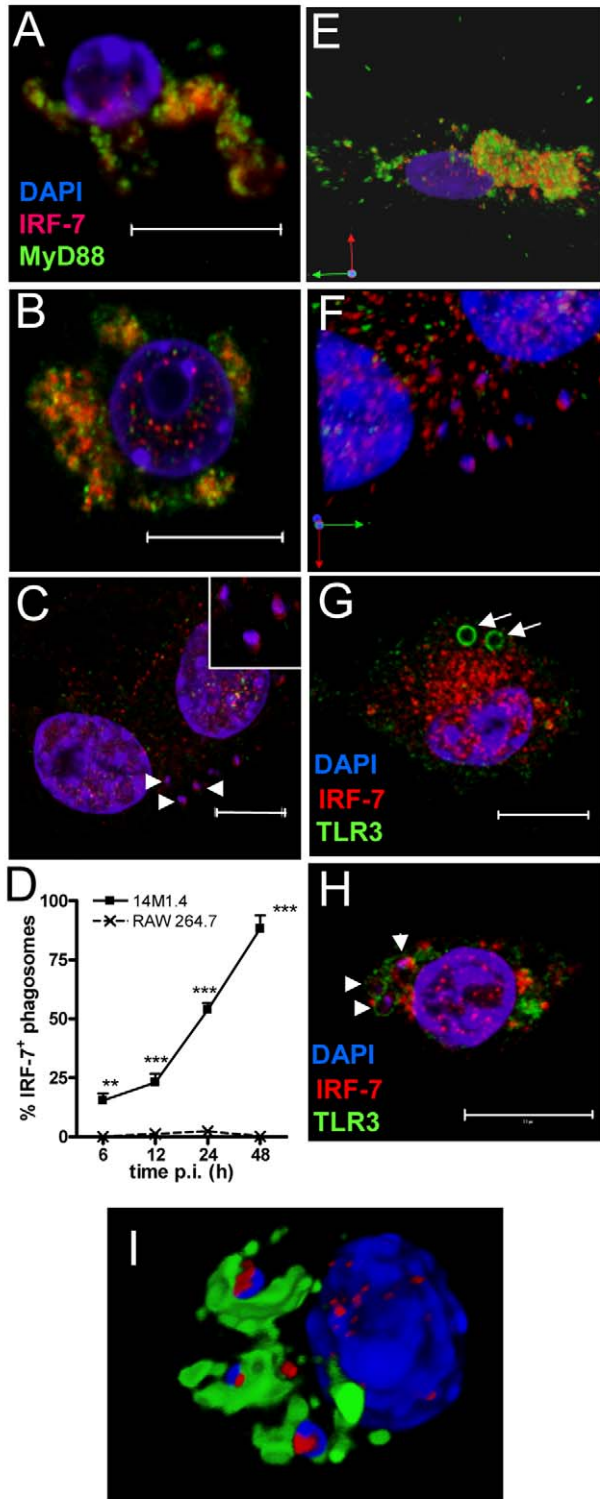 A
DAPI
IRF-7
MyD88
B
C
D
100
75
50
25
0
% IRF-7⁺ phagosomes
14M1.4
RAW 264.7
**
***
***
***
6 12 24 48
time p.i. (h)
E
F
G
DAPI
IRF-7
TLR3
H
DAPI
IRF-7
TLR3
I